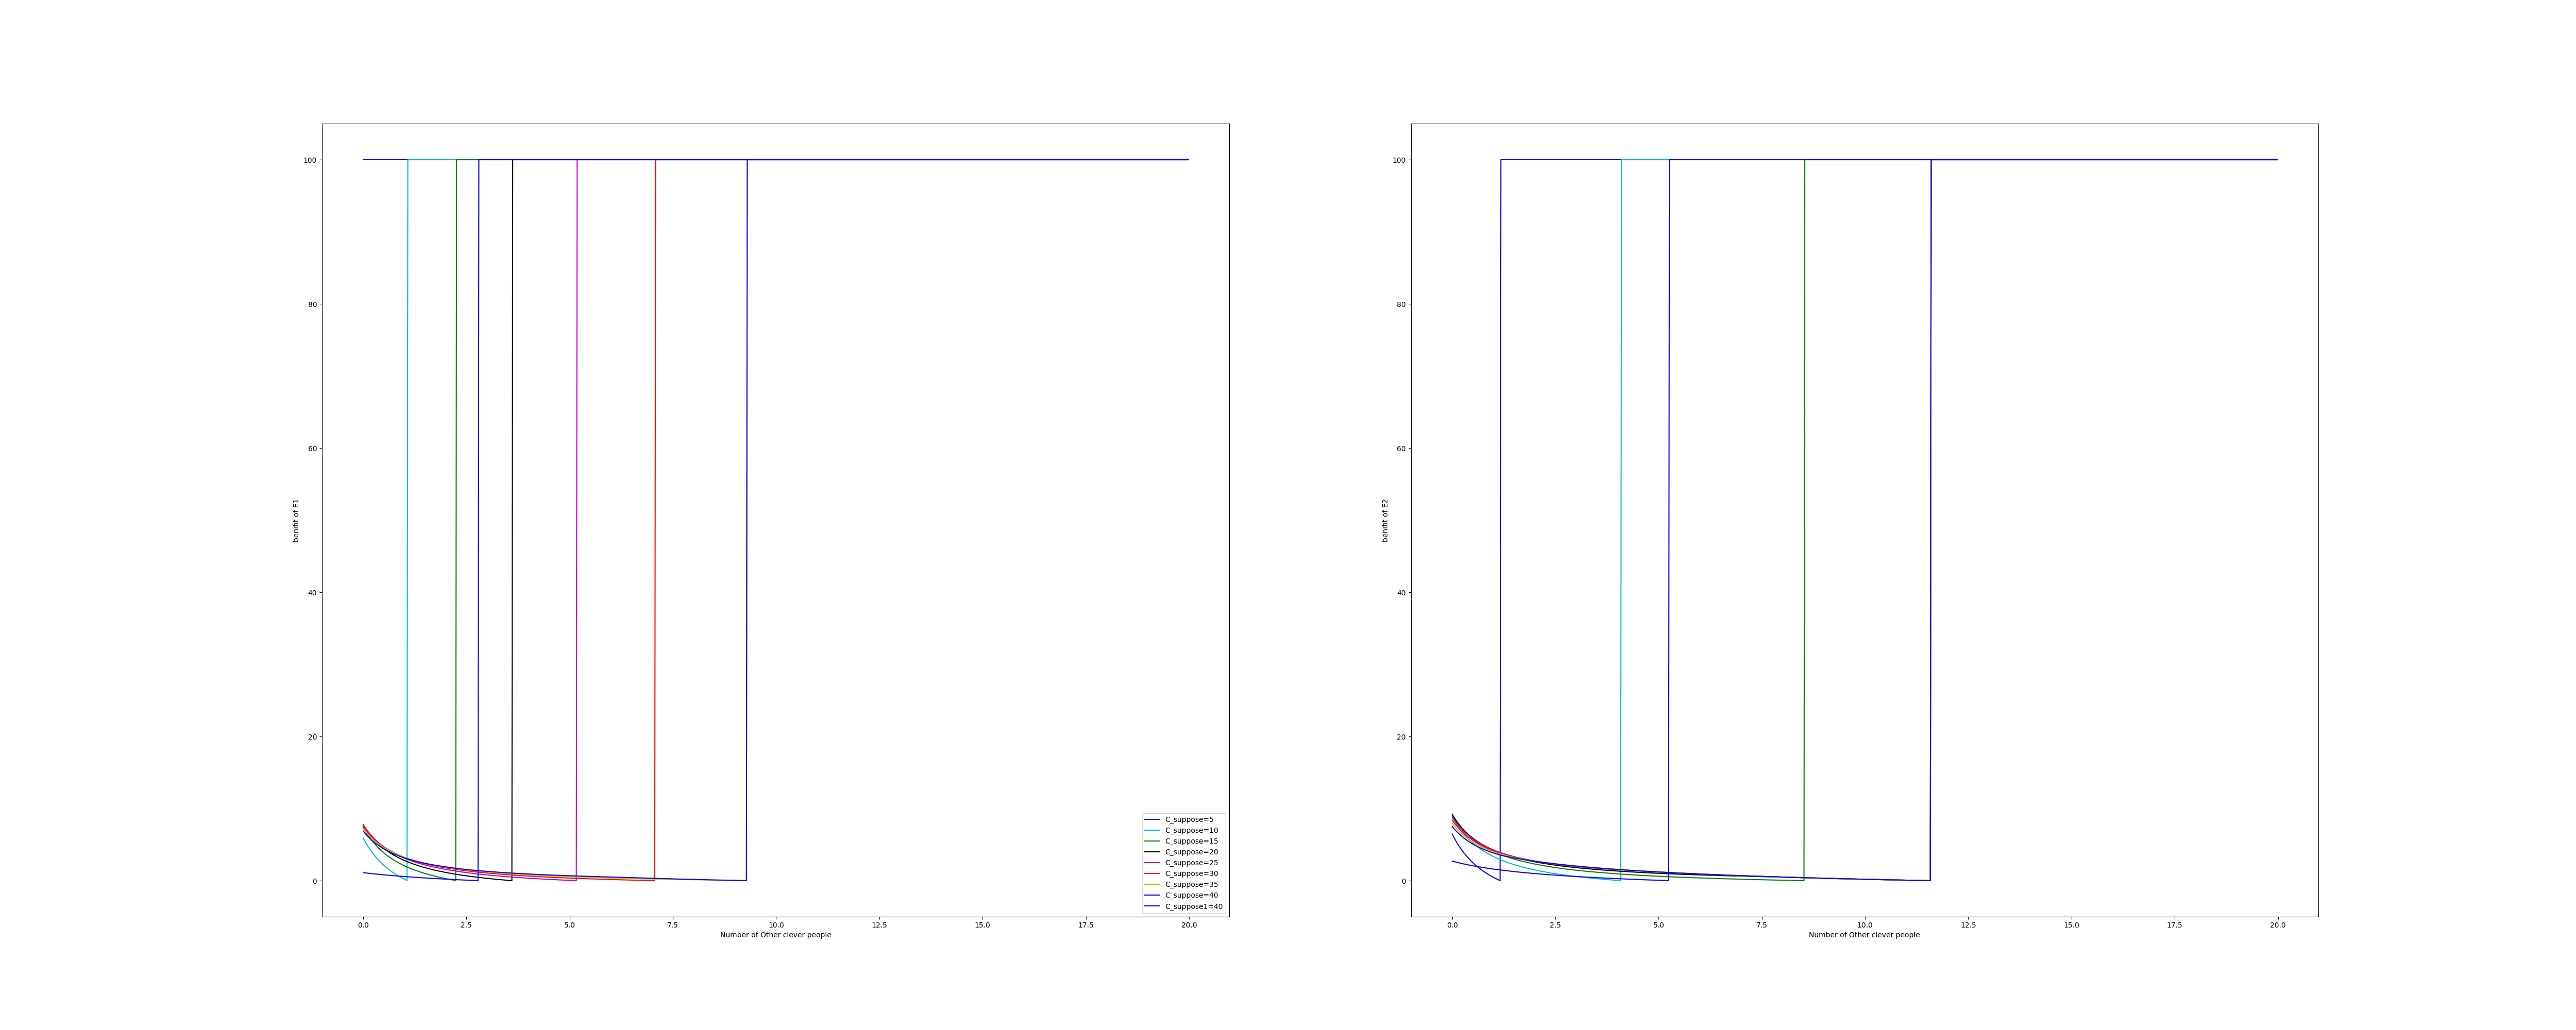 100
80
60
40
20
0
benifit of E1
0.0 2.5 5.0 7.5 10.0 12.5 15.0 17.5 20.0
Number of Other clever people
C_suppose=5
C_suppose=10
C_suppose=15
C_suppose=20
C_suppose=25
C_suppose=30
C_suppose=35
C_suppose=40
C_suppose1=40
100
80
60
40
20
0
benifit of E2
0.0 2.5 5.0 7.5 10.0 12.5 15.0 17.5 20.0
Number of Other clever people